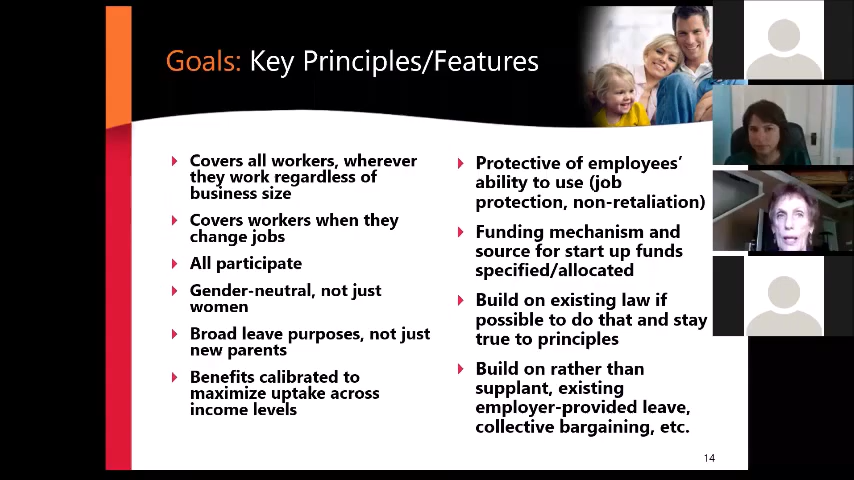 Goals: Key Principles/Features
Covers all workers, wherever
they work regardless of
business size
Covers workers when they
change jobs
All participate
Gender-neutral, not just
women
Broad leave purposes, not just
new parents
Benefits calibrated to
maximize uptake across
income levels
Protective of employees’
ability to use (job
protection, non-retaliation)
Funding mechanism and
source for start up funds
specified/allocated
Build on existing law if
possible to do that and stay
true to principles
Build on rather than
supplant, existing
employer-provided leave,
collective bargaining, etc.
14